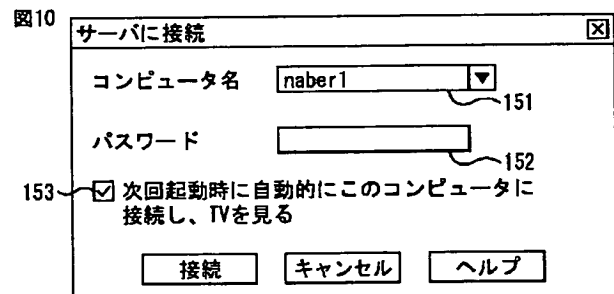 図10
サーバに接続
コンピュータ名 naber1
151
パスワード
152
153 次回起動時に自動的にこのコンピュータに
接続し、TVを見る
接続 キャンセル ヘルプ